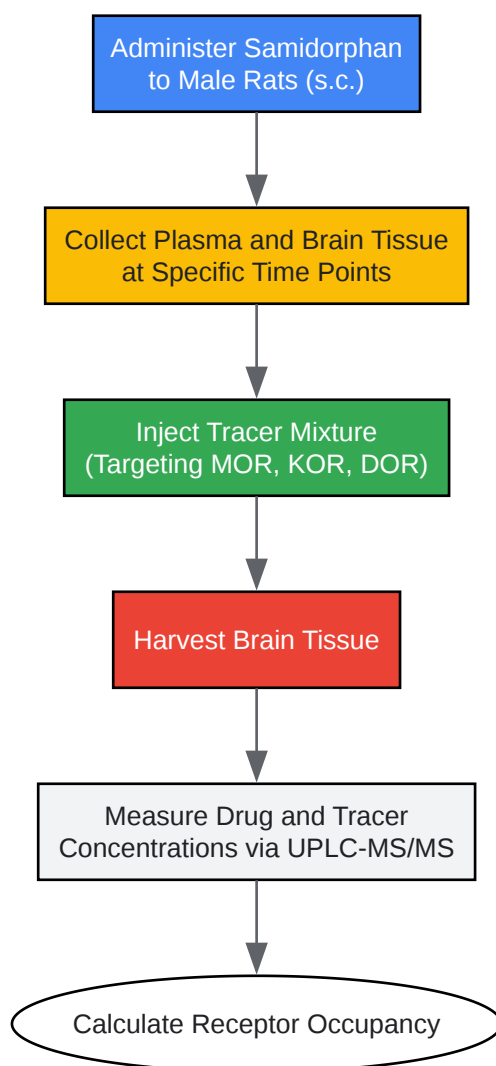 Administer Samidorphan
to Male Rats (s.c.)
Collect Plasma and Brain Tissue
at Specific Time Points
Inject Tracer Mixture
(Targeting MOR, KOR, DOR)
Harvest Brain Tissue
Measure Drug and Tracer
Concentrations via UPLC-MS/MS
Calculate Receptor Occupancy